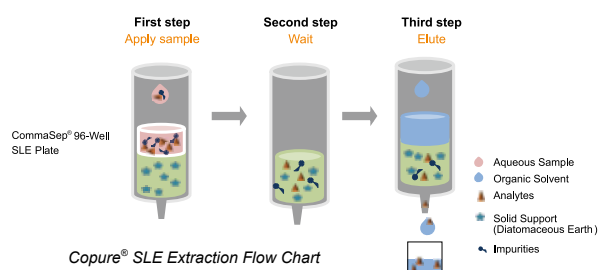 First step
Apply sample
Second step
Wait
Third step
Elute
CommaSep® 96-Well
SLE Plate
Aqueous Sample
Organic Solvent
Analytes
Solid Support
(Diatomaceous Earth)
Impurities
Copure® SLE Extraction Flow Chart